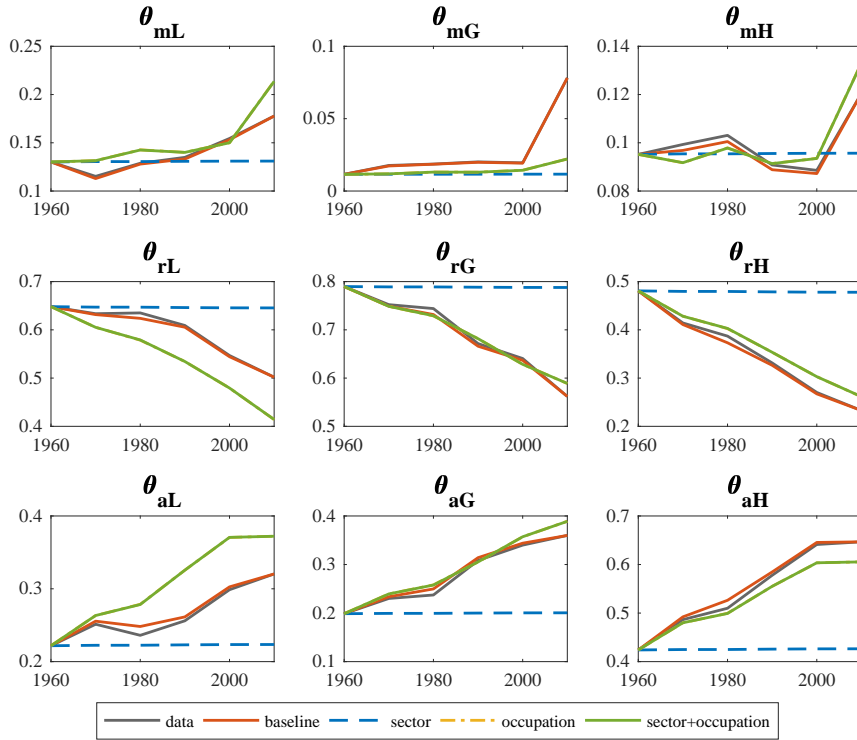 θmL θmG θmH
0.25 0.1 0.14
0.2 0.12
0.05
0.15 0.1
0.1 0 0.08
1960 1980 2000 1960 1980 2000 1960 1980 2000
θrL θrG θrH
0.7 0.8 0.5
0.6 0.7 0.4
0.5 0.6 0.3
0.4 0.5 0.2
1960 1980 2000 1960 1980 2000 1960 1980 2000
θaL θaG θaH
0.4 0.4 0.7
0.3 0.6
0.3
0.2 0.5
0.2 0.1 0.4
1960 1980 2000 1960 1980 2000 1960 1980 2000
data baseline sector occupation sector+occupation